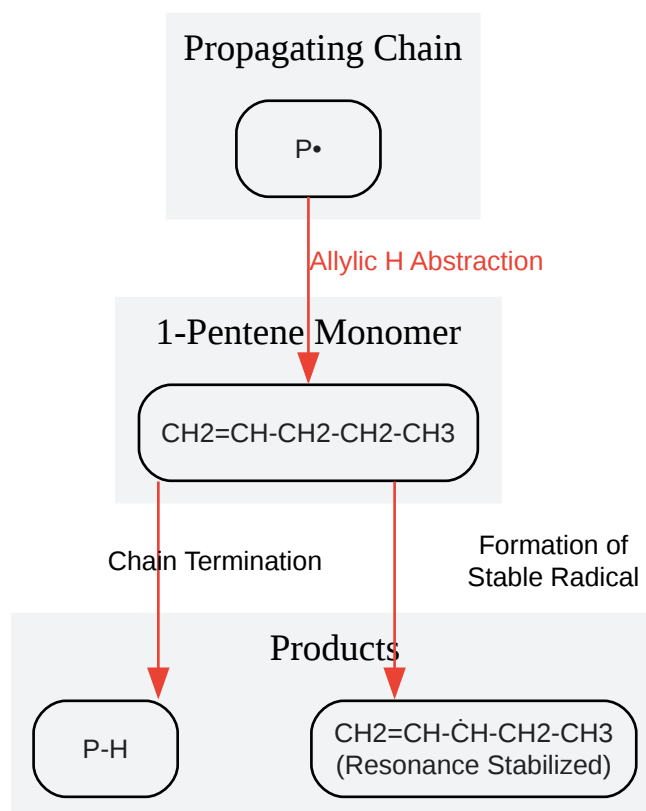 Propagating Chain
P•
Allylic H Abstraction
1-Pentene Monomer
CH2=CH-CH2-CH2-CH3
Chain Termination
Formation of
Stable Radical
Products
P-H
CH2=CH-ĊH-CH2-CH3
(Resonance Stabilized)